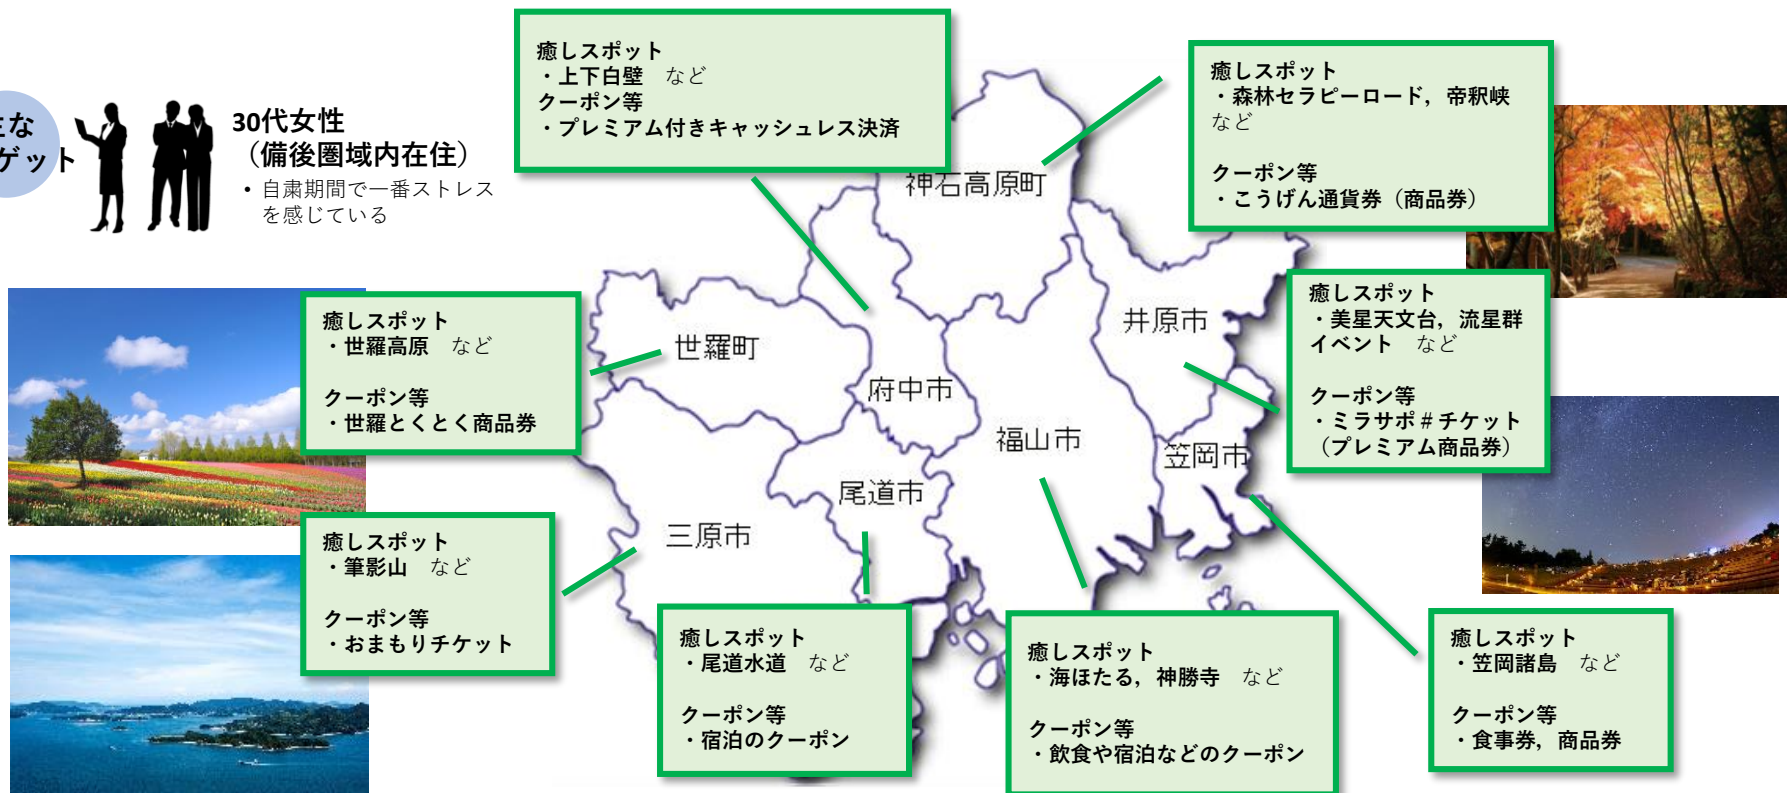 主な
ゲット
30代女性
（備後圏域内在住）
• 自粛期間で一番ストレス
を感じている
癒しスポット
・上下白壁　など
クーポン等
・プレミアム付きキャッシュレス決済
癒しスポット
・森林セラピーロード，帝釈峡
など
クーポン等
・こうげん通貨券（商品券）
癒しスポット
・世羅高原　など
クーポン等
・世羅とくとく商品券
癒しスポット
・美星天文台，流星群
イベント　など
クーポン等
・ミラサポ＃チケット
（プレミアム商品券）
神石高原町
世羅町
府中市
井原市
福山市
笠岡市
尾道市
三原市
癒しスポット
・筆影山　など
クーポン等
・おまもりチケット
癒しスポット
・尾道水道　など
クーポン等
・宿泊のクーポン
癒しスポット
・海ほたる，神勝寺　など
クーポン等
・飲食や宿泊などのクーポン
癒しスポット
・笠岡諸島　など
クーポン等
・食事券，商品券